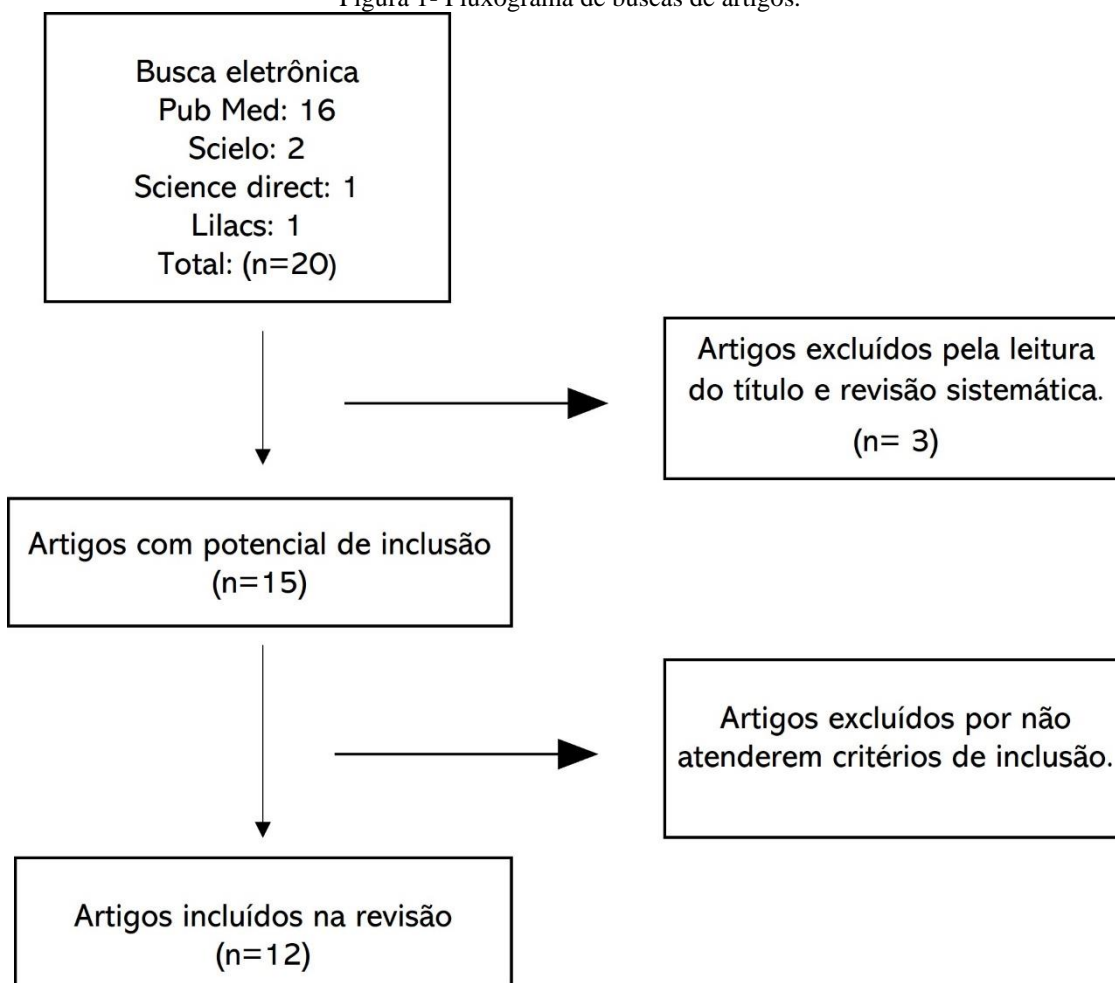 Figura 1- Fluxograma de buscas de artigos.
Busca eletrônica
Pub Med: 16
Scielo: 2
Science direct: 1
Lilacs: 1
Total: (n=20)
Artigos excluídos pela leitura
do título e revisão sistemática.
(n= 3)
Artigos com potencial de inclusão
(n=15)
Artigos excluídos por não
atenderem critérios de inclusão.
Artigos incluídos na revisão
(n=12)